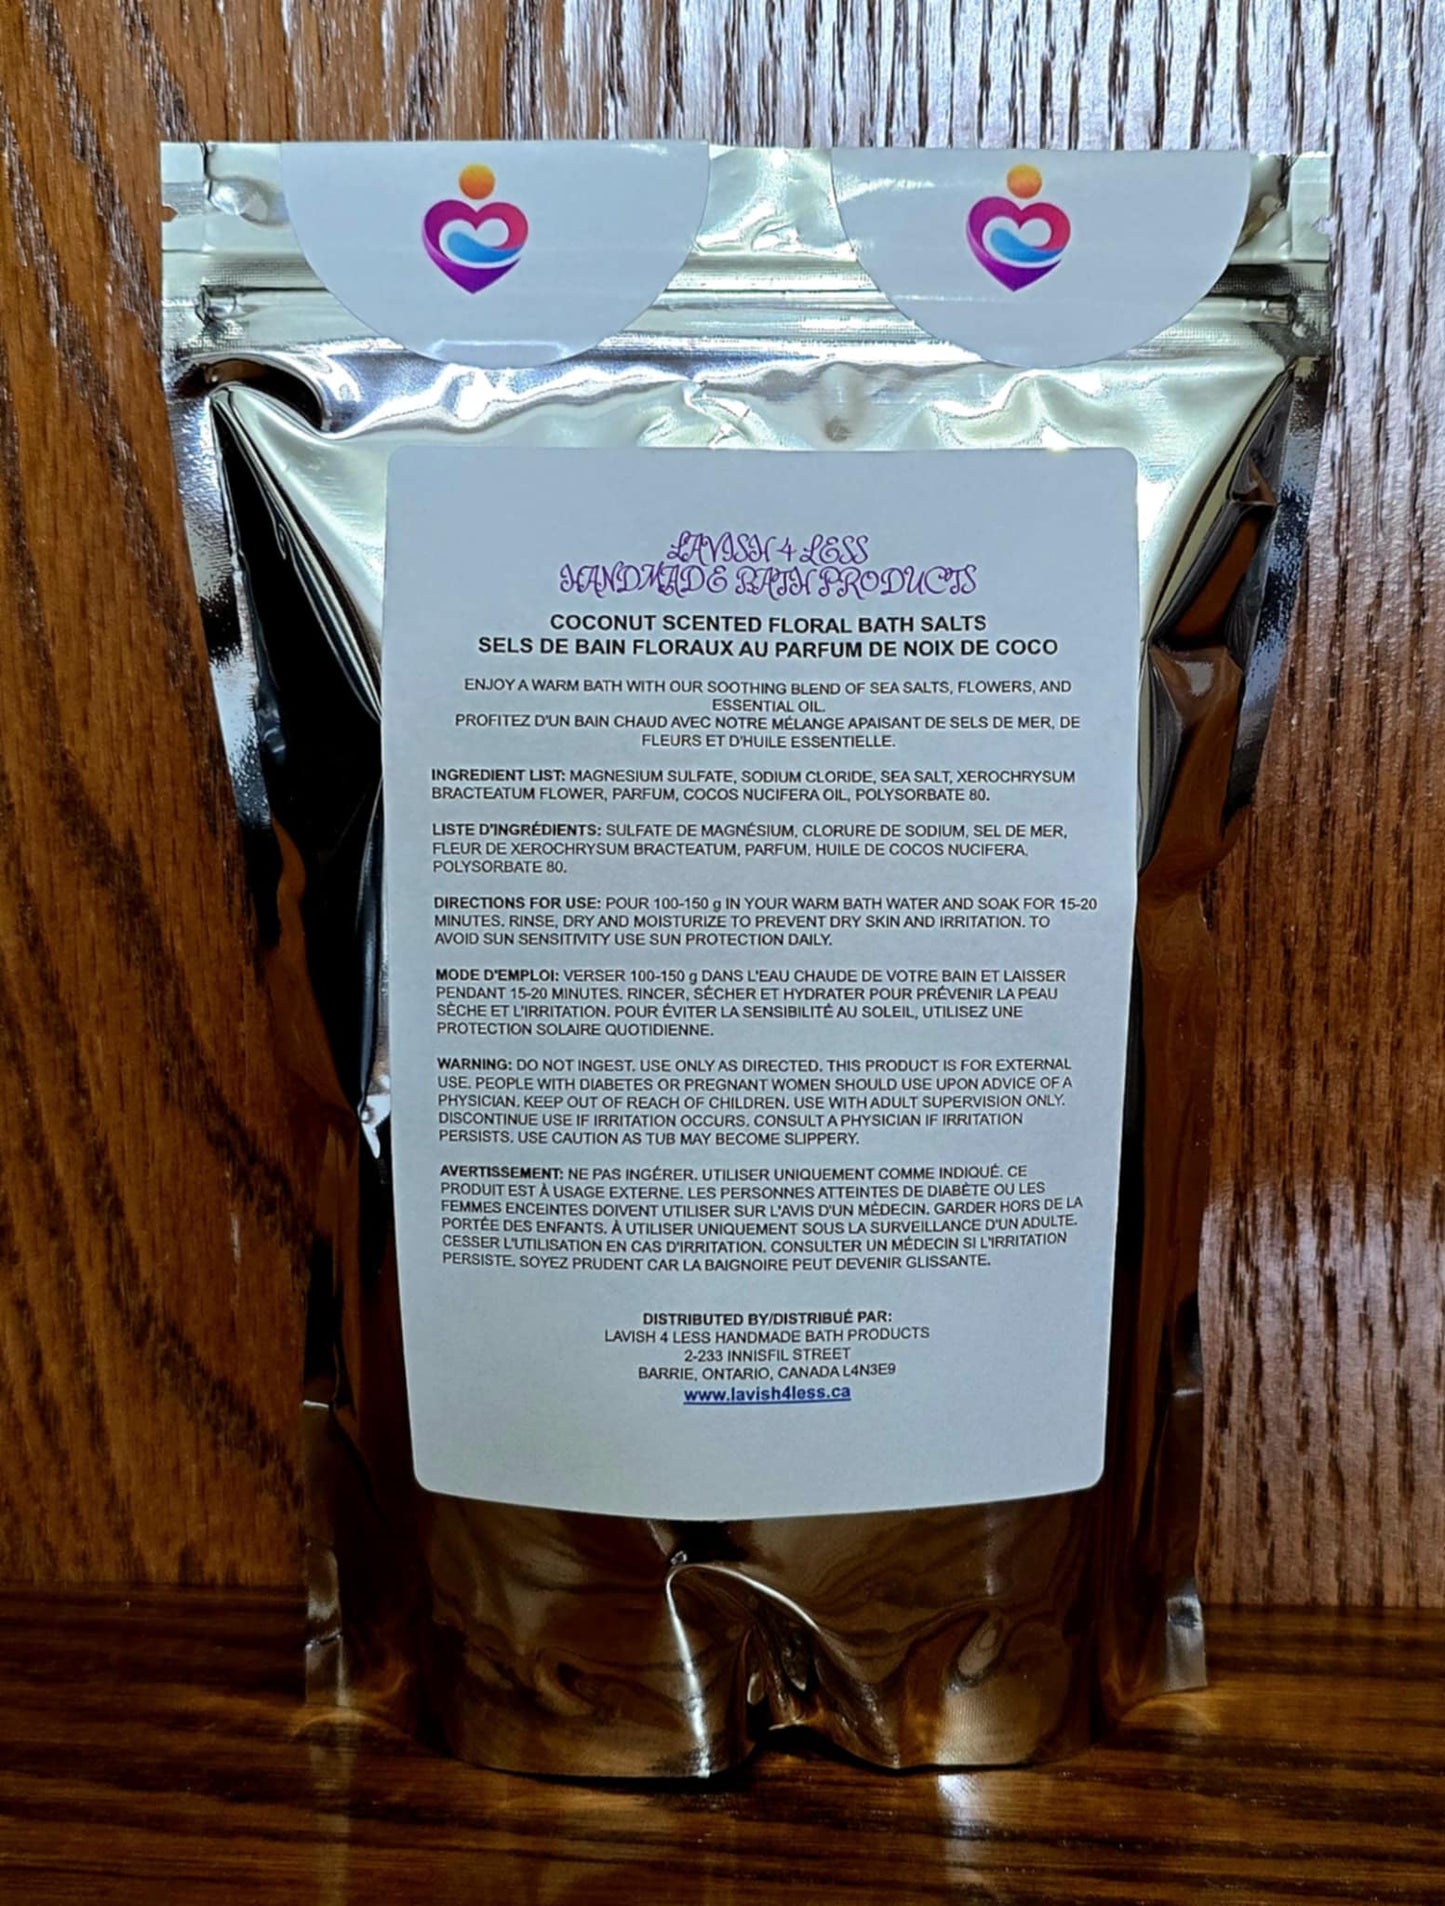 LAVISH 4 LESS
HANDMADE BATH PRODUCTS
COCONUT SCENTED FLORAL BATH SALTS
SELS DE BAIN FLORAUX AU PARFUM DE NOIX DE COCO
ENJOY A WARM BATH WITH OUR SOOTHING BLEND OF SEA SALTS, FLOWERS, AND
ESSENTIAL OIL.
PROFITEZ D'UN BAIN CHAUD AVEC NOTRE MÉLANGE APAISANT DE SELS DE MER, DE
FLEURS ET D'HUILE ESSENTIELLE.
INGREDIENT LIST: MAGNESIUM SULFATE, SODIUM CLORIDE, SEA SALT, XEROCHRYSUM
BRACTEATUM FLOWER, PARFUM, COCOS NUCIFERA OIL, POLYSORBATE 80.
LISTE D'INGRÉDIENTS: SULFATE DE MAGNÉSIUM, CLORURE DE SODIUM, SEL DE MER,
FLEUR DE XEROCHRYSUM BRACTEATUM, PARFUM, HUILE DE COCOS NUCIFERA,
POLYSORBATE 80.
DIRECTIONS FOR USE: POUR 100-150 g IN YOUR WARM BATH WATER AND SOAK FOR 15-20
MINUTES. RINSE, DRY AND MOISTURIZE TO PREVENT DRY SKIN AND IRRITATION. TO
AVOID SUN SENSITIVITY USE SUN PROTECTION DAILY.
MODE D'EMPLOI: VERSER 100-150 g DANS L'EAU CHAUDE DE VOTRE BAIN ET LAISSER
PENDANT 15-20 MINUTES. RINCER, SÉCHER ET HYDRATER POUR PRÉVENIR LA PEAU
SÈCHE ET L'IRRITATION. POUR ÉVITER LA SENSIBILITÉ AU SOLEIL, UTILISEZ UNE
PROTECTION SOLAIRE QUOTIDIENNE.
WARNING: DO NOT INGEST. USE ONLY AS DIRECTED. THIS PRODUCT IS FOR EXTERNAL
USE. PEOPLE WITH DIABETES OR PREGNANT WOMEN SHOULD USE UPON ADVICE OF A
PHYSICIAN. KEEP OUT OF REACH OF CHILDREN. USE WITH ADULT SUPERVISION ONLY.
DISCONTINUE USE IF IRRITATION OCCURS. CONSULT A PHYSICIAN IF IRRITATION
PERSISTS. USE CAUTION AS TUB MAY BECOME SLIPPERY.
AVERTISSEMENT: NE PAS INGÉRER. UTILISER UNIQUEMENT COMME INDIQUÉ. CE
PRODUIT EST À USAGE EXTERNE. LES PERSONNES ATTEINTES DE DIABÈTE OU LES
FEMMES ENCEINTES DOIVENT UTILISER SUR L'AVIS D'UN MÉDECIN. GARDER HORS DE LA
PORTÉE DES ENFANTS. À UTILISER UNIQUEMENT SOUS LA SURVEILLANCE D'UN ADULTE.
CESSER L'UTILISATION EN CAS D'IRRITATION. CONSULTER UN MÉDECIN SI L'IRRITATION
PERSISTE. SOYEZ PRUDENT CAR LA BAIGNOIRE PEUT DEVENIR GLISSANTE.
DISTRIBUTED BY/DISTRIBUÉ PAR:
LAVISH 4 LESS HANDMADE BATH PRODUCTS
2-233 INNISFIL STREET
BARRIE, ONTARIO, CANADA L4N3E9
www.lavish4less.ca